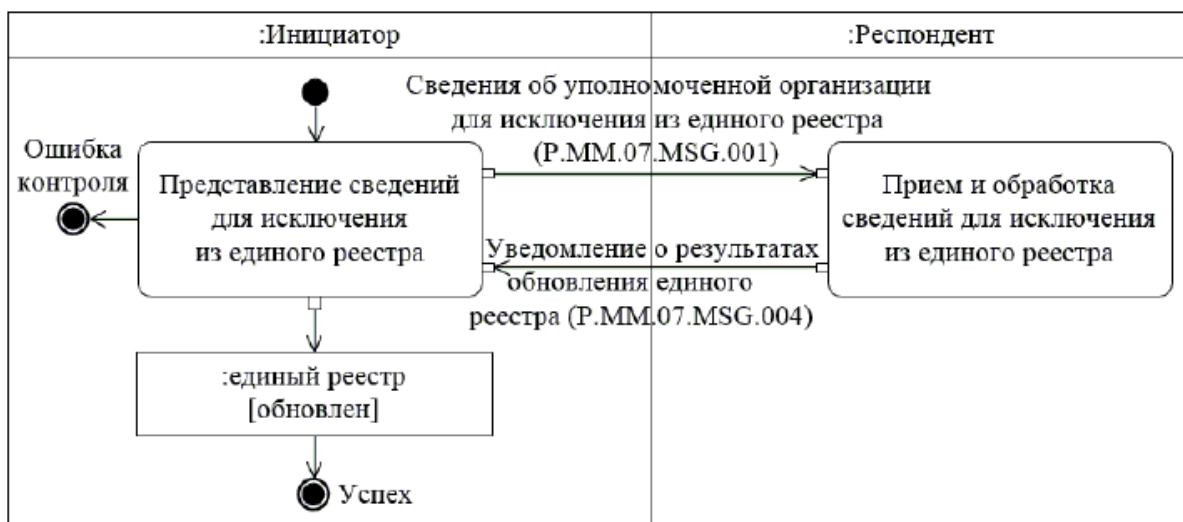 :Инициатор
:Респондент
Сведения об уполномоченной организации
для исключения из единого реестра
(P.MM.07.MSG.001)
Ошибка
контроля
Представление сведений
для исключения
из единого реестра
Прием и обработка
сведений для исключения
из единого реестра
Уведомление о результатах
обновления единого
реестра (P.MM.07.MSG.004)
:единый реестр
[обновлен]
Успех